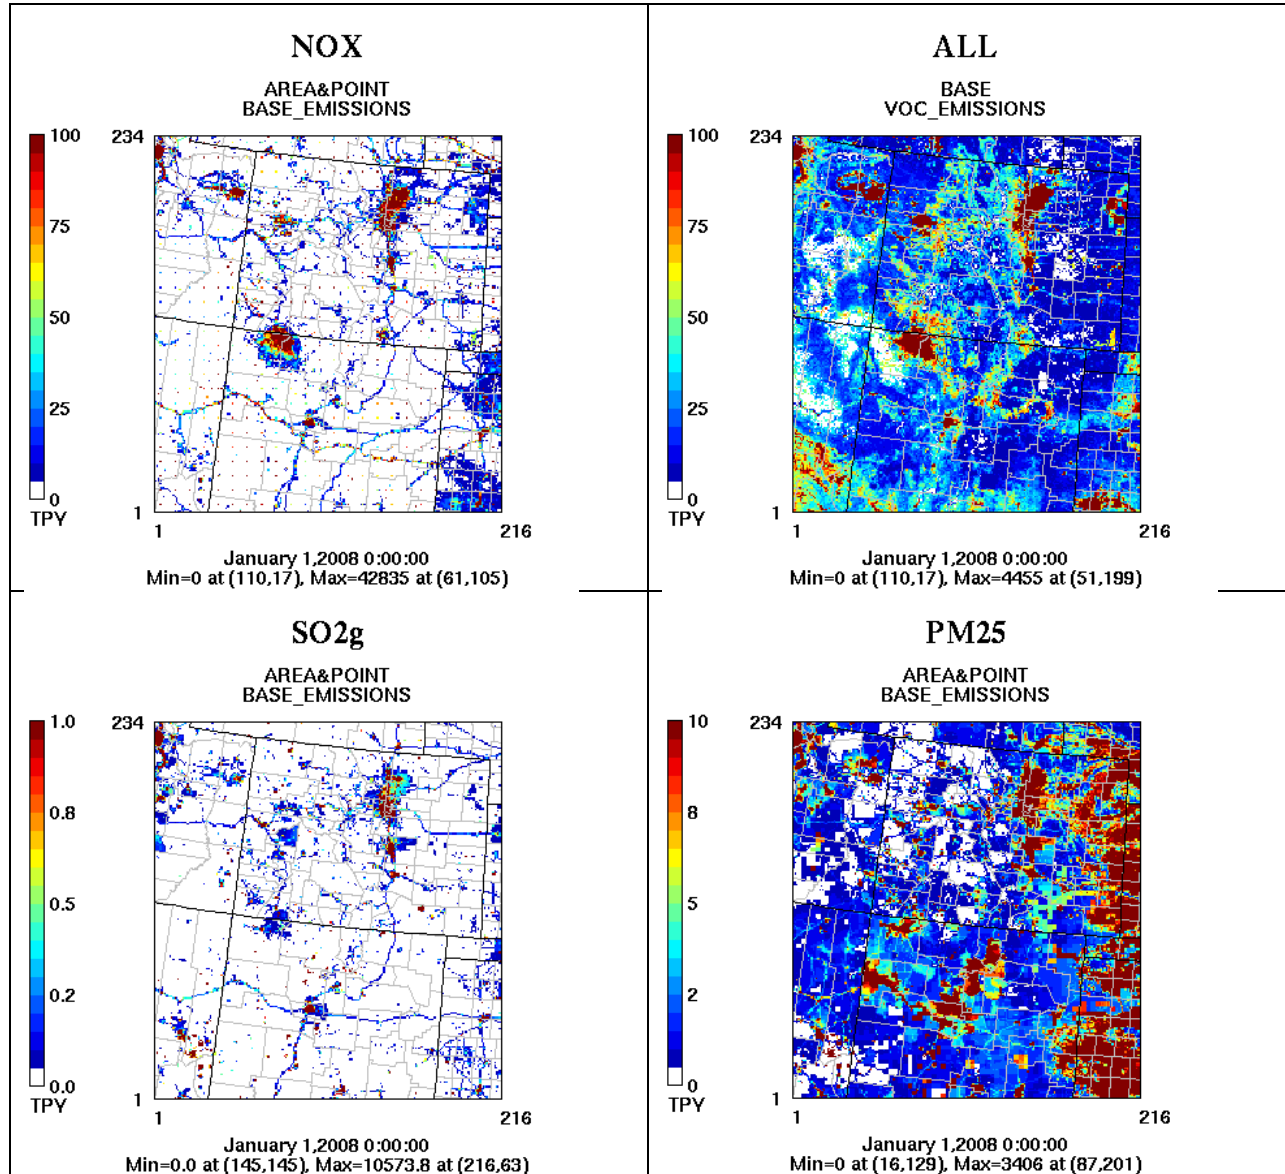 NOX
AREA&POINT
BASE_EMISSIONS
100
75
50
25
0
TPY
234
1
1
216
January 1,2008 0:00:00
Min=0 at (110,17), Max=42835 at (61,105)
ALL
BASE
VOC_EMISSIONS
100
75
50
25
0
TPY
234
1
1
216
January 1,2008 0:00:00
Min=0 at (110,17), Max=4455 at (51,199)
SO2g
AREA&POINT
BASE_EMISSIONS
1.0
0.8
0.5
0.2
0.0
TPY
234
1
1
216
January 1,2008 0:00:00
Min=0.0 at (145,145), Max=10573.8 at (216,63)
PM25
AREA&POINT
BASE_EMISSIONS
10
8
5
2
0
TPY
234
1
1
216
January 1,2008 0:00:00
Min=0 at (16,129), Max=3406 at (87,201)